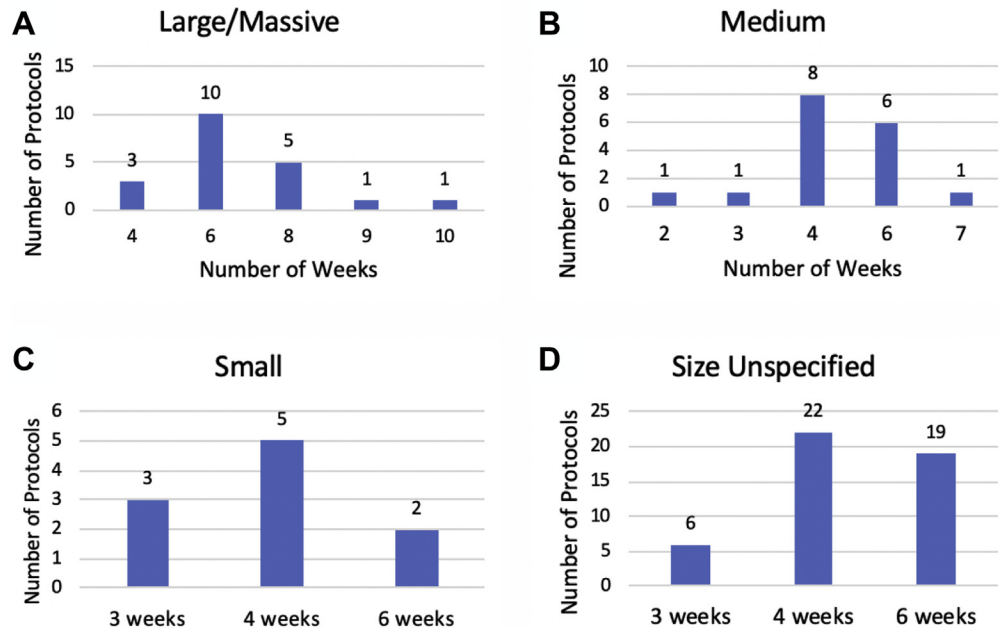 A
Large/Massive
Number of Protocols
15
10
5
0
3
10
5
1
1
4 6 8 9 10
Number of Weeks
B
Medium
Number of Protocols
10
8
6
4
2
0
1
1
8
6
1
2 3 4 6 7
Number of Weeks
C
Small
Number of Protocols
6
5
4
3
2
1
0
3
5
2
3 weeks 4 weeks 6 weeks
D
Size Unspecified
Number of Protocols
25
20
15
10
5
0
6
22
19
3 weeks 4 weeks 6 weeks